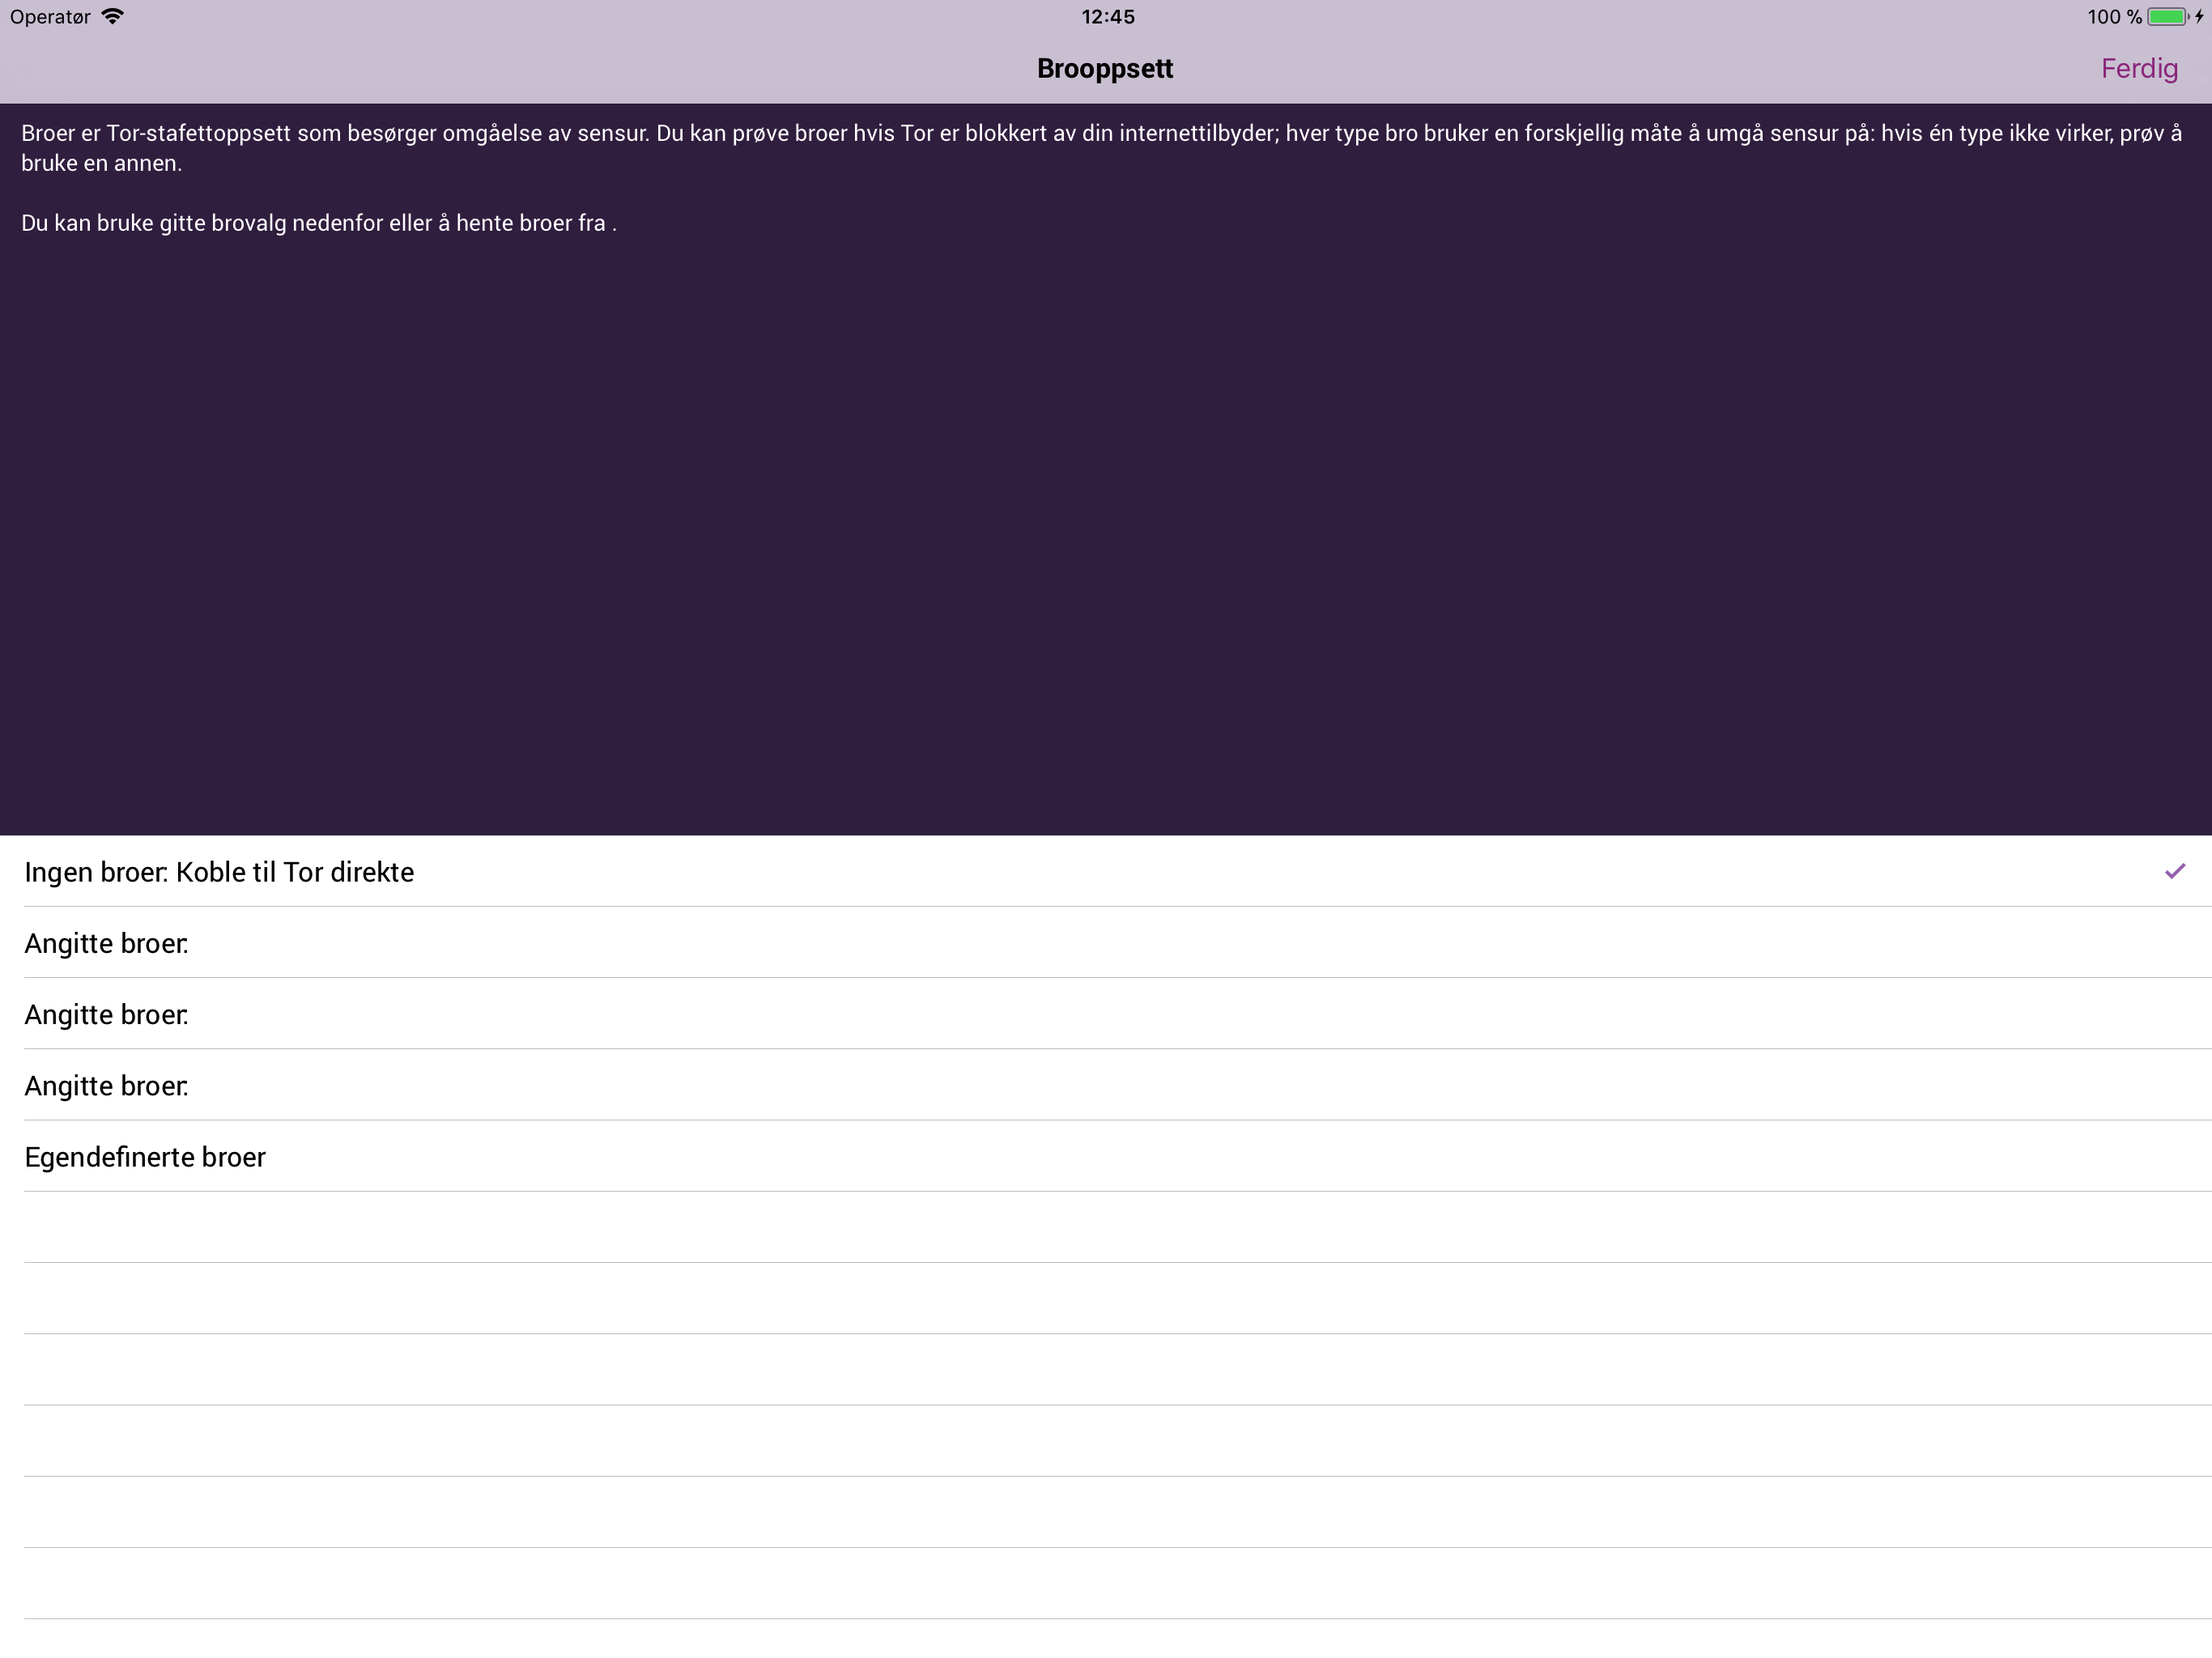 Operatør
12:45
100 %
Brooppsett
Ferdig
Broer er Tor-stafettoppsett som besørger omgåelse av sensur. Du kan prøve broer hvis Tor er blokkert av din internettilbyder; hver type bro bruker en forskjellig måte å umgå sensur på: hvis én type ikke virker, prøv å
bruke en annen.
Du kan bruke gitte brovalg nedenfor eller å hente broer fra .
Ingen broer: Koble til Tor direkte
Angitte broer:
Angitte broer:
Angitte broer:
Egendefinerte broer